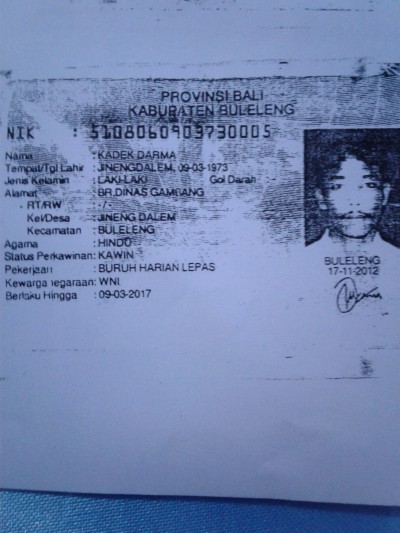 PROVINSI BALI
KABUPATEN BULELENG
NIK : 5108060903730005
Nama : KADEK DARMA
Tempat/Tgl Lahir : JINENGDALEM, 09-03-1973
Jenis Kelamin : LAKI-LAKI Gol Darah
Alamat : BR.DINAS GAMBANG
RT/RW : -/-
Kel/Desa : JINENG DALEM
Kecamatan : BULELENG
Agama : HINDU
Status Perkawinan: KAWIN
Pekerjaan : BURUH HARIAN LEPAS
Kewarganegaraan: WNI
Berlaku Hingga : 09-03-2017
BULELENG
17-11-2012